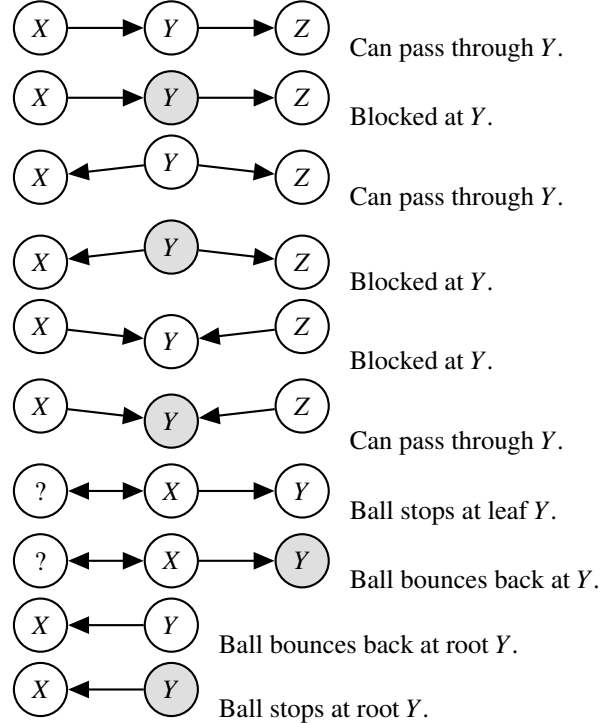 X Y Z Can pass through Y.
X Y Z Blocked at Y.
X Y Z Can pass through Y.
X Y Z Blocked at Y.
X Y Z Blocked at Y.
X Y Z Can pass through Y.
? X Y Ball stops at leaf Y.
? X Y Ball bounces back at Y.
X Y Ball bounces back at root Y.
X Y Ball stops at root Y.